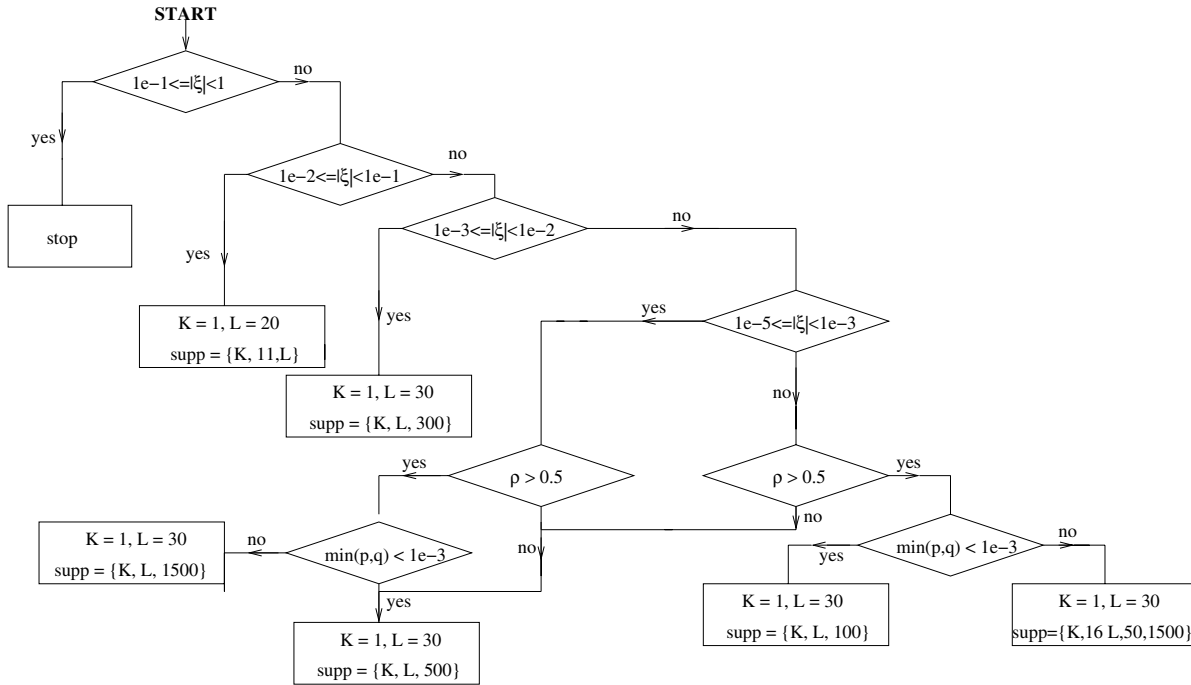 START
1e−1<=|ξ|<1
no
yes
stop
1e−2<=|ξ|<1e−1
no
yes
K = 1, L = 20
supp = {K, 11,L}
1e−3<=|ξ|<1e−2
no
yes
K = 1, L = 30
supp = {K, L, 300}
1e−5<=|ξ|<1e−3
yes
no
ρ > 0.5
yes
no
ρ > 0.5
yes
no
min(p,q) < 1e−3
no
yes
K = 1, L = 30
supp = {K, L, 1500}
K = 1, L = 30
supp = {K, L, 500}
min(p,q) < 1e−3
yes
no
K = 1, L = 30
supp = {K, L, 100}
K = 1, L = 30
supp={K,16 L,50,1500}